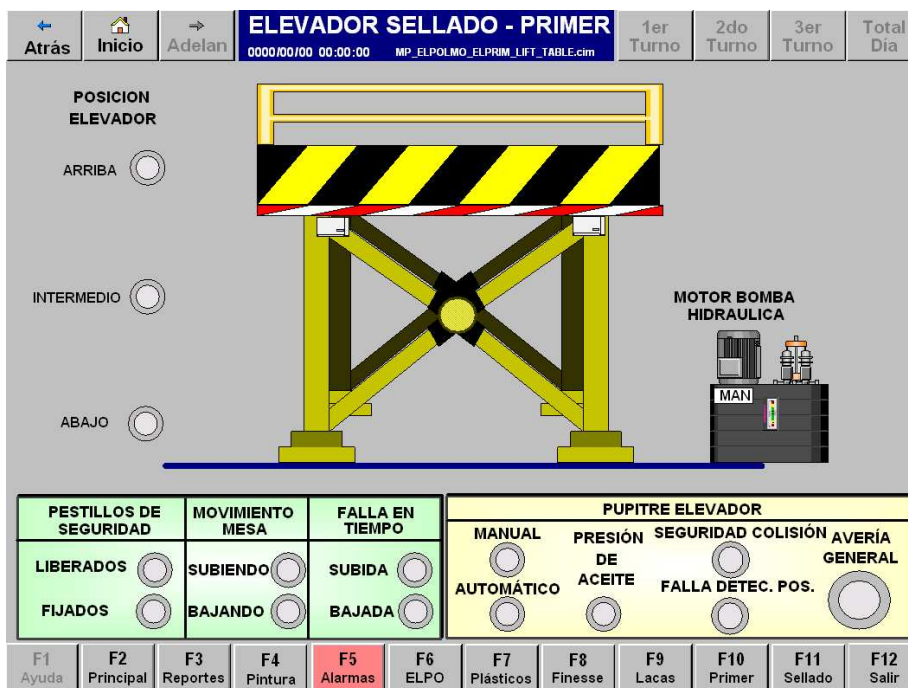 Atrás
Inicio
Adelan
ELEVADOR SELLADO - PRIMER
0000/00/00 00:00:00 MP_ELPOLMO_ELPRIM_LIFT_TABLE.cim
1er
Turno
2do
Turno
3er
Turno
Total
Día
POSICION
ELEVADOR
ARRIBA
INTERMEDIO
ABAJO
MOTOR BOMBA
HIDRAULICA
MAN
PESTILLOS DE
SEGURIDAD
LIBERADOS
FIJADOS
MOVIMIENTO
MESA
SUBIENDO
BAJANDO
FALLA EN
TIEMPO
SUBIDA
BAJADA
PUPITRE ELEVADOR
MANUAL
AUTOMÁTICO
PRESIÓN
DE
ACEITE
SEGURIDAD COLISIÓN
FALLA DETEC. POS.
AVERÍA
GENERAL
F1
Ayuda
F2
Principal
F3
Reportes
F4
Pintura
F5
Alarmas
F6
ELPO
F7
Plásticos
F8
Finesse
F9
Lacas
F10
Primer
F11
Sellado
F12
Salir